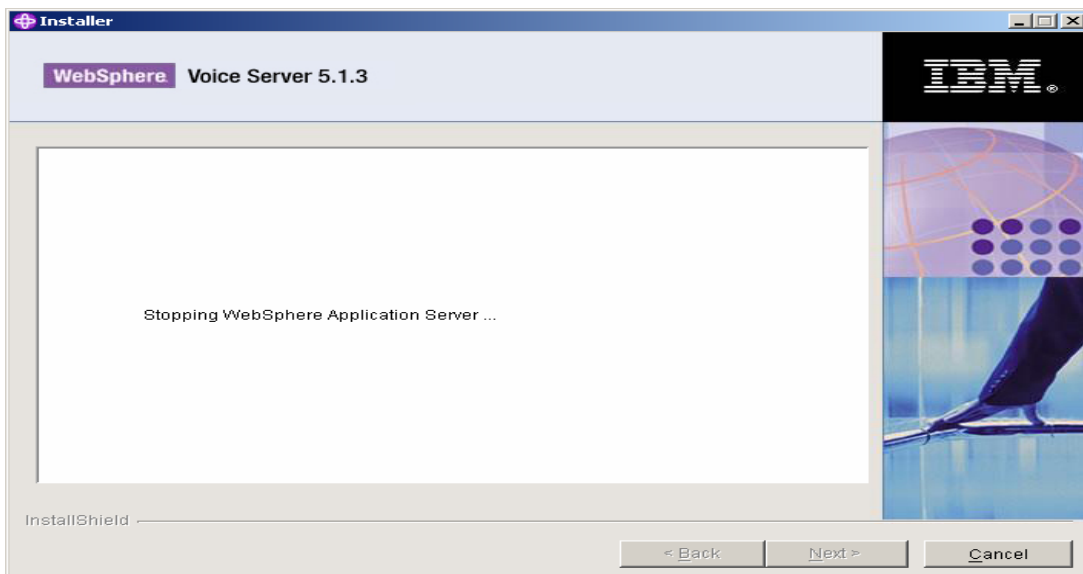 Installer
WebSphere Voice Server 5.1.3
IBM®
Stopping WebSphere Application Server ...
InstallShield
< Back
Next >
Cancel